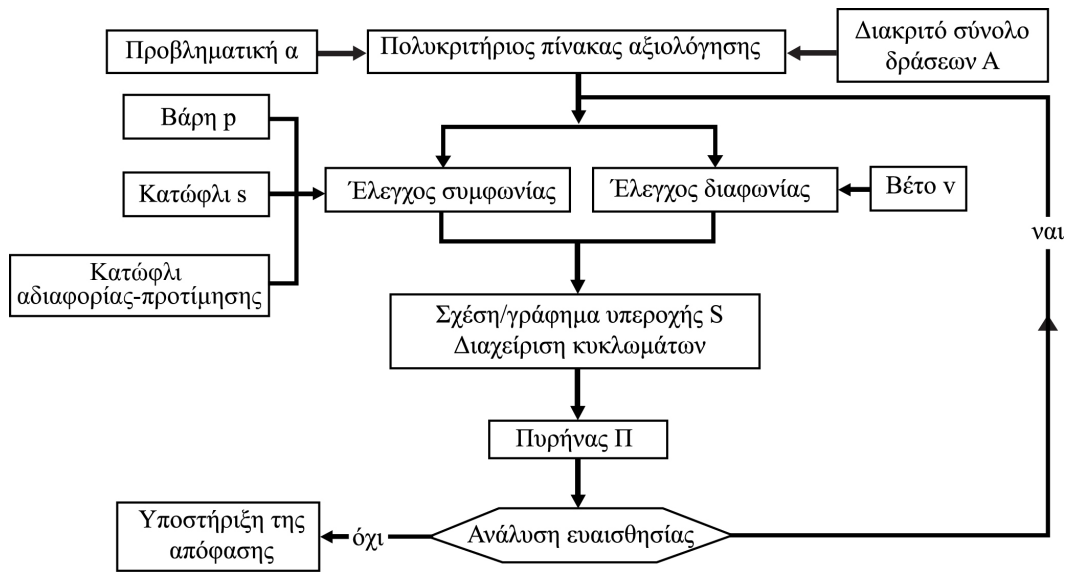 Προβληματική α
Πολυκριτήριος πίνακας αξιολόγησης
Διακριτό σύνολο
δράσεων Α
Βάρη p
Κατώφλι s
Κατώφλι
αδιαφορίας-προτίμησης
Έλεγχος συμφωνίας
Έλεγχος διαφωνίας
Βέτο v
ναι
Σχέση/γράφημα υπεροχής S
Διαχείριση κυκλωμάτων
Πυρήνας Π
Ανάλυση ευαισθησίας
όχι
Υποστήριξη της
απόφασης